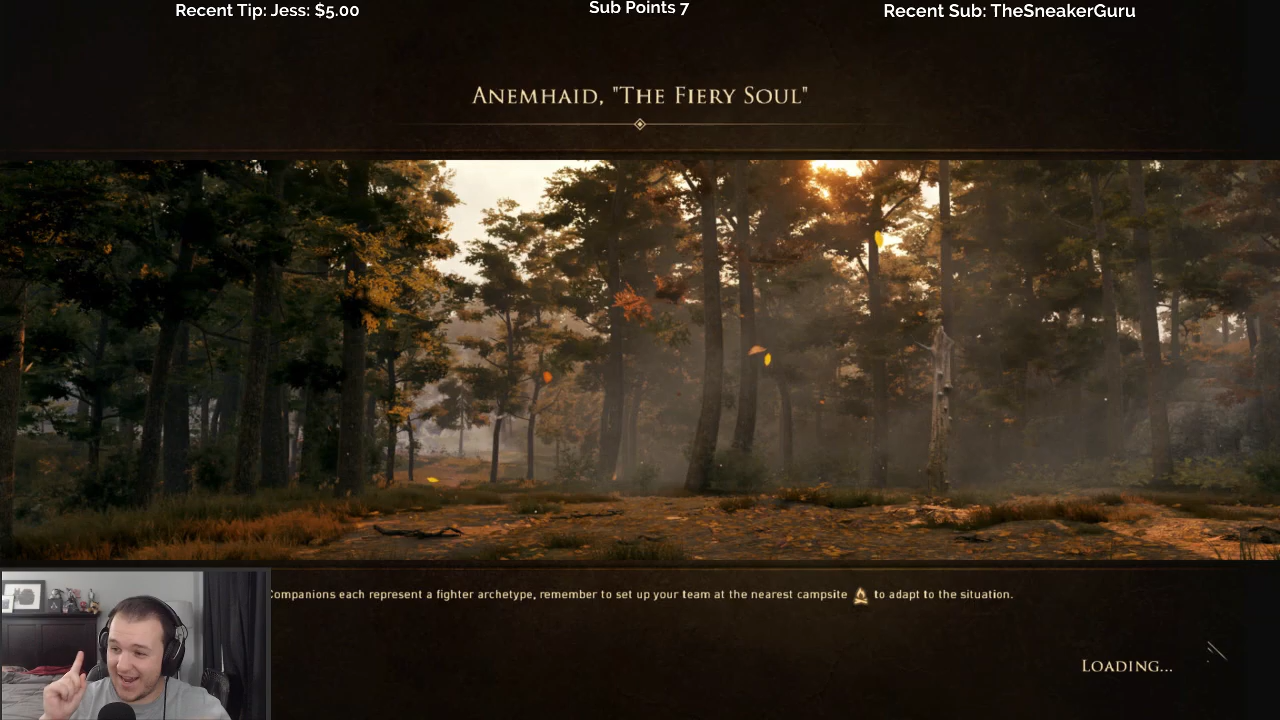 Recent Tip: Jess: $5.00
Sub Points 7
Recent Sub: TheSneakerGuru
Anemhaid, "The Fiery Soul"
Companions each represent a fighter archetype, remember to set up your team at the nearest campsite to adapt to the situation.
Loading...